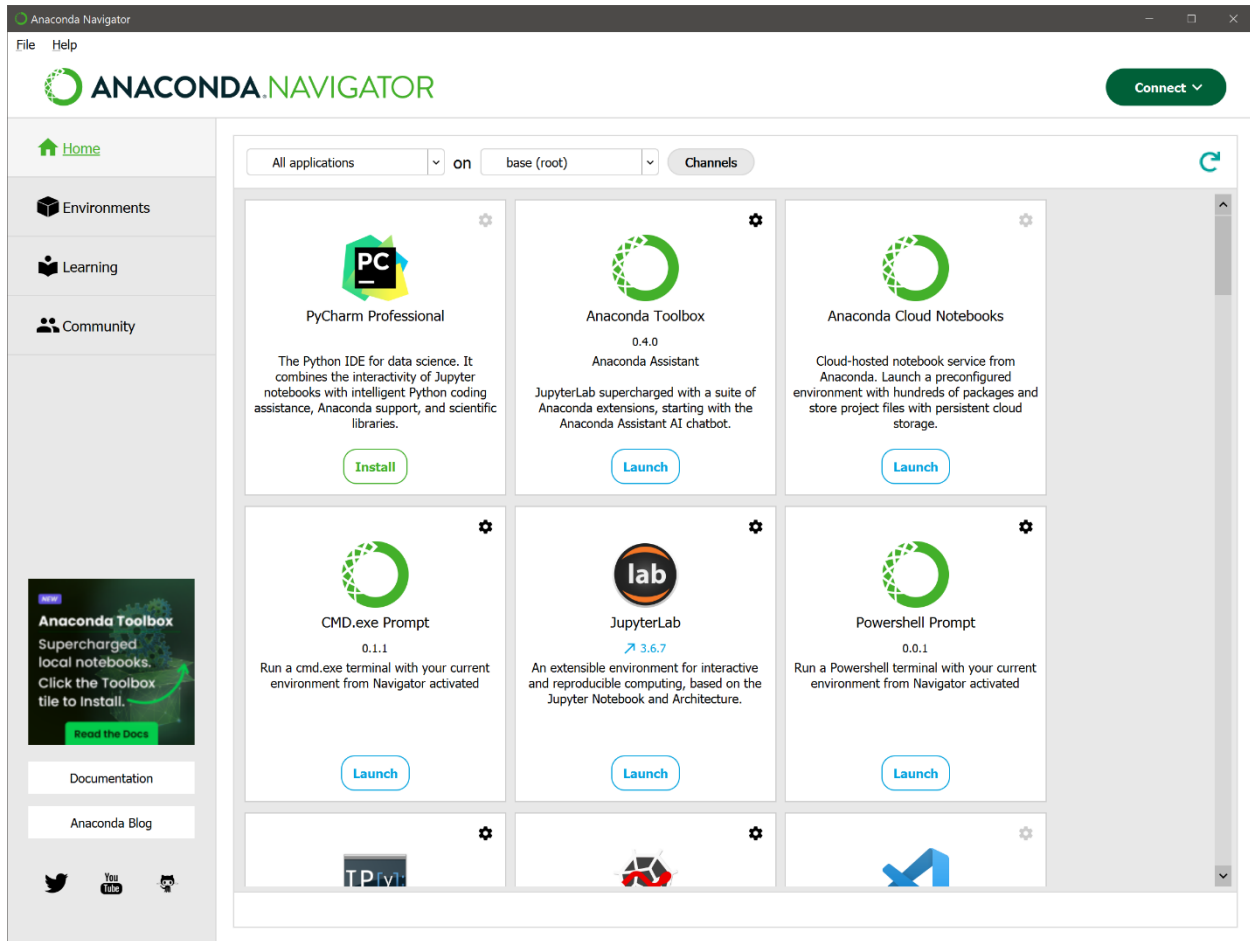 Anaconda Navigator
File Help
ANACONDA.NAVIGATOR
Connect
Home
Environments
Learning
Community
All applications on base (root) Channels
PC
PyCharm Professional
The Python IDE for data science. It
combines the interactivity of Jupyter
notebooks with intelligent Python coding
assistance, Anaconda support, and scientific
libraries.
Install
Anaconda Toolbox
0.4.0
Anaconda Assistant
JupyterLab supercharged with a suite of
Anaconda extensions, starting with the
Anaconda Assistant AI chatbot.
Launch
Anaconda Cloud Notebooks
Cloud-hosted notebook service from
Anaconda. Launch a preconfigured
environment with hundreds of packages and
store project files with persistent cloud
storage.
Launch
CMD.exe Prompt
0.1.1
Run a cmd.exe terminal with your current
environment from Navigator activated
Launch
lab
JupyterLab
3.6.7
An extensible environment for interactive
and reproducible computing, based on the
Jupyter Notebook and Architecture.
Launch
Powershell Prompt
0.0.1
Run a Powershell terminal with your current
environment from Navigator activated
Launch
IP[y]:
NEW
Anaconda Toolbox
Supercharged
local notebooks.
Click the Toolbox
tile to Install.
Read the Docs
Documentation
Anaconda Blog
You
Tube